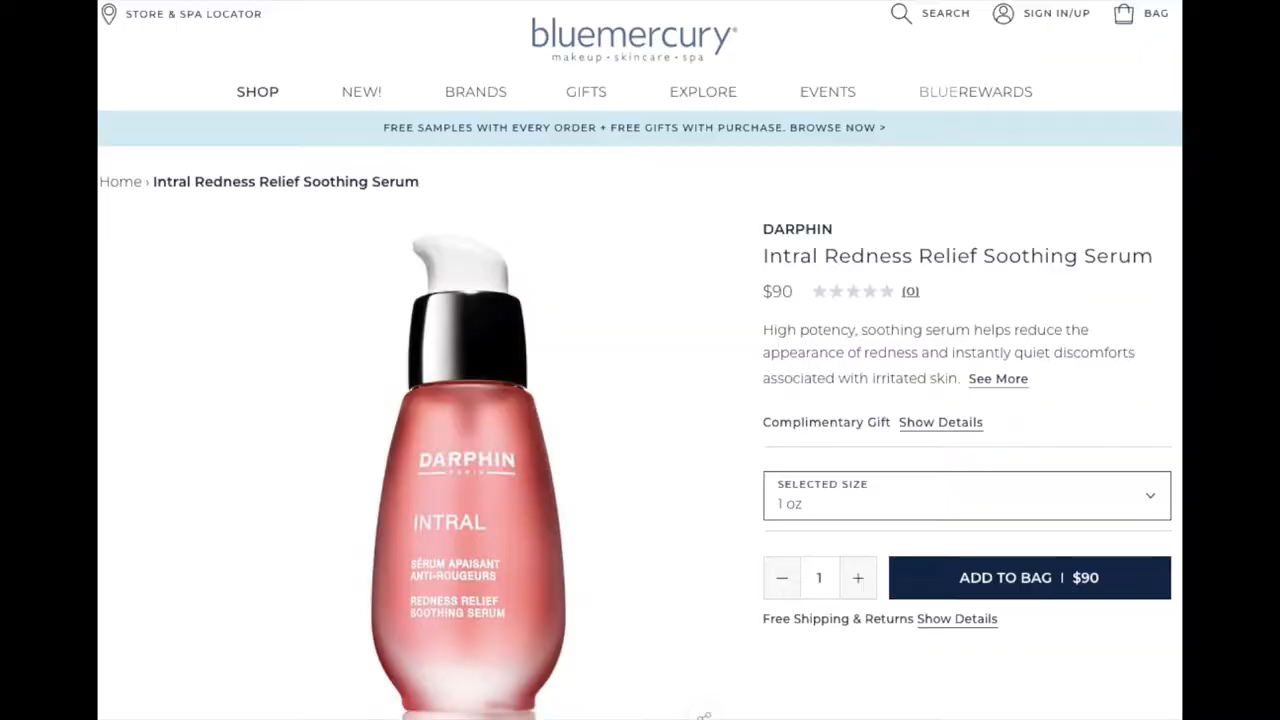 STORE & SPA LOCATOR
SEARCH
SIGN IN/UP
BAG
bluemercury®
makeup • skincare • spa
SHOP
NEW!
BRANDS
GIFTS
EXPLORE
EVENTS
BLUEREWARDS
FREE SAMPLES WITH EVERY ORDER + FREE GIFTS WITH PURCHASE. BROWSE NOW >
Home › Intral Redness Relief Soothing Serum
DARPHIN
PARIS
INTRAL
SÉRUM APAISANT
ANTI-ROUGEURS
REDNESS RELIEF
SOOTHING SERUM
DARPHIN
Intral Redness Relief Soothing Serum
$90 (0)
High potency, soothing serum helps reduce the
appearance of redness and instantly quiet discomforts
associated with irritated skin. See More
Complimentary Gift Show Details
SELECTED SIZE
1 oz
− 1 +
ADD TO BAG | $90
Free Shipping & Returns Show Details